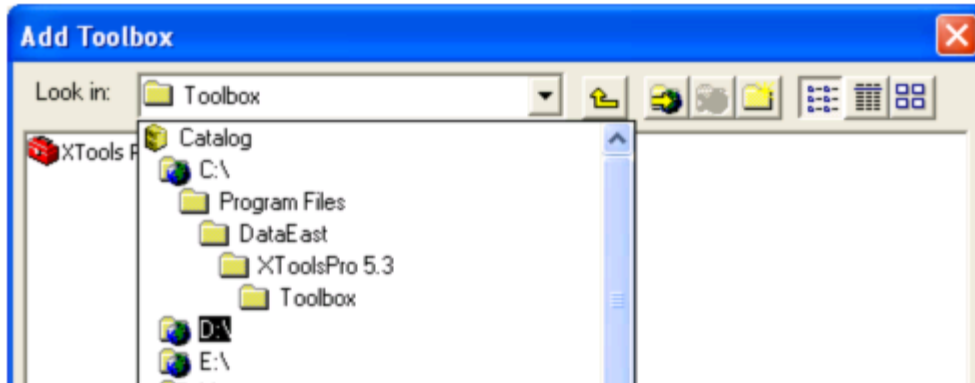 Add Toolbox
Look in: Toolbox
Catalog
XTools
C:\
Program Files
DataEast
XToolsPro 5.3
Toolbox
D:\
E:\